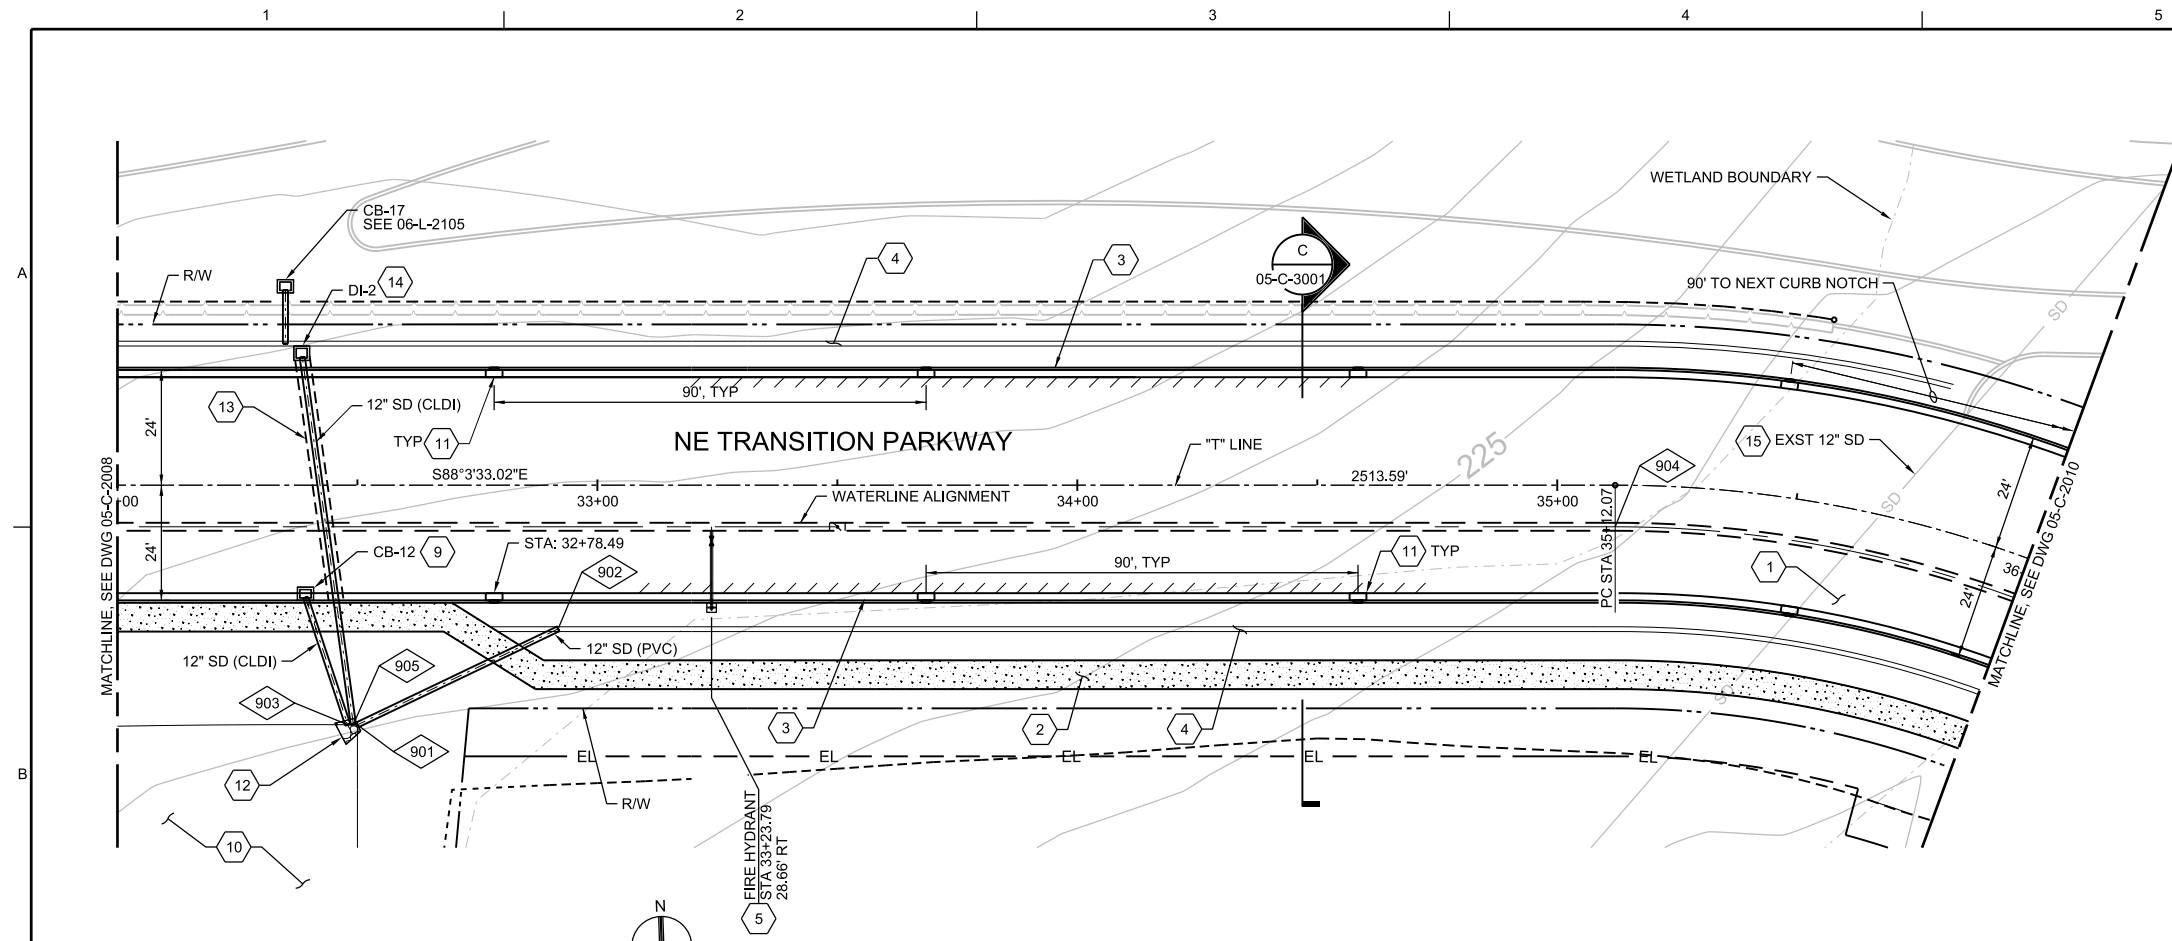 1
2
3
4
5
A
B
WETLAND BOUNDARY
CB-17
SEE 06-L-2105
R/W
DI-2
14
4
3
C
05-C-3001
90' TO NEXT CURB NOTCH
SD
13
12" SD (CLDI)
90', TYP
24'
TYP
11
NE TRANSITION PARKWAY
"T" LINE
225
15
EXST 12" SD
904
S88°3'33.02"E
2513.59'
WATERLINE ALIGNMENT
+00
33+00
34+00
35+00
PC STA 35+12.07
SD
24'
MATCHLINE, SEE DWG 05-C-2008
MATCHLINE, SEE DWG 05-C-2010
24'
CB-12
9
STA: 32+78.49
902
90', TYP
11
TYP
1
36
24'
12" SD (CLDI)
905
12" SD (PVC)
903
901
SD
3
2
4
12
EL
EL
EL
EL
EL
R/W
10
FIRE HYDRANT
STA 33+23.79
28.66' RT
5
N